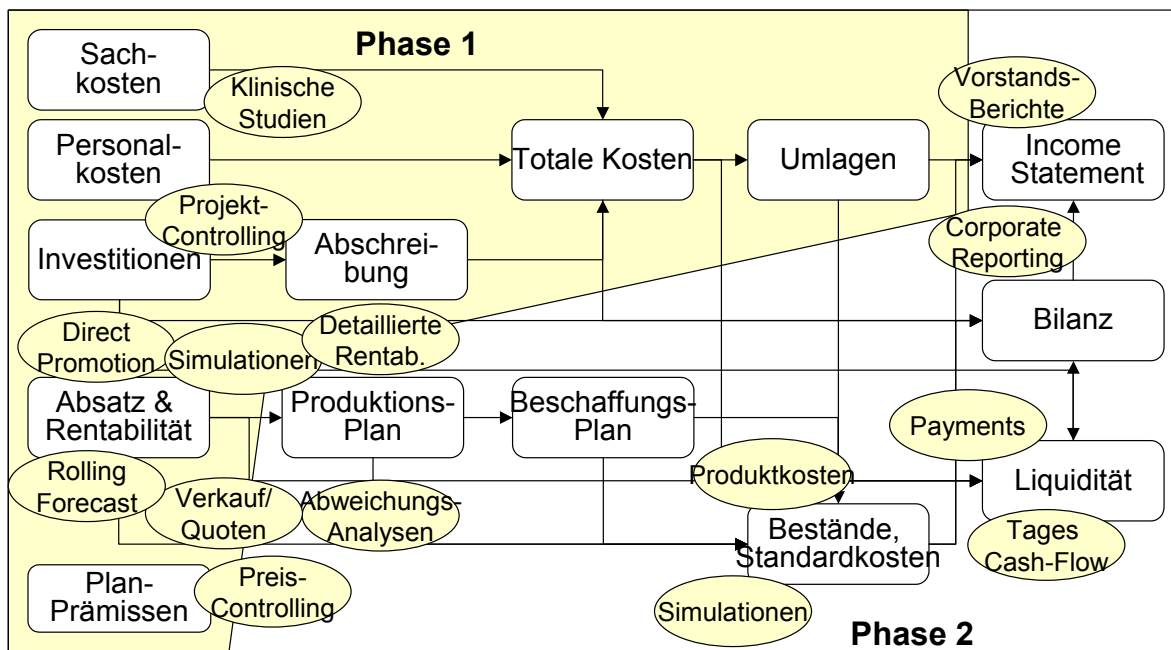 Phase 1
Sach-
kosten
Klinische
Studien
Vorstands-
Berichte
Personal-
kosten
Totale Kosten
Umlagen
Income
Statement
Projekt-
Controlling
Investitionen
Abschrei-
bung
Corporate
Reporting
Bilanz
Direct
Promotion
Simulationen
Detaillierte
Rentab.
Absatz &
Rentabilität
Produktions-
Plan
Beschaffungs-
Plan
Payments
Rolling
Forecast
Verkauf/
Quoten
Abweichungs-
Analysen
Produktkosten
Liquidität
Bestände,
Standardkosten
Tages
Cash-Flow
Plan-
Prämissen
Preis-
Controlling
Simulationen
Phase 2